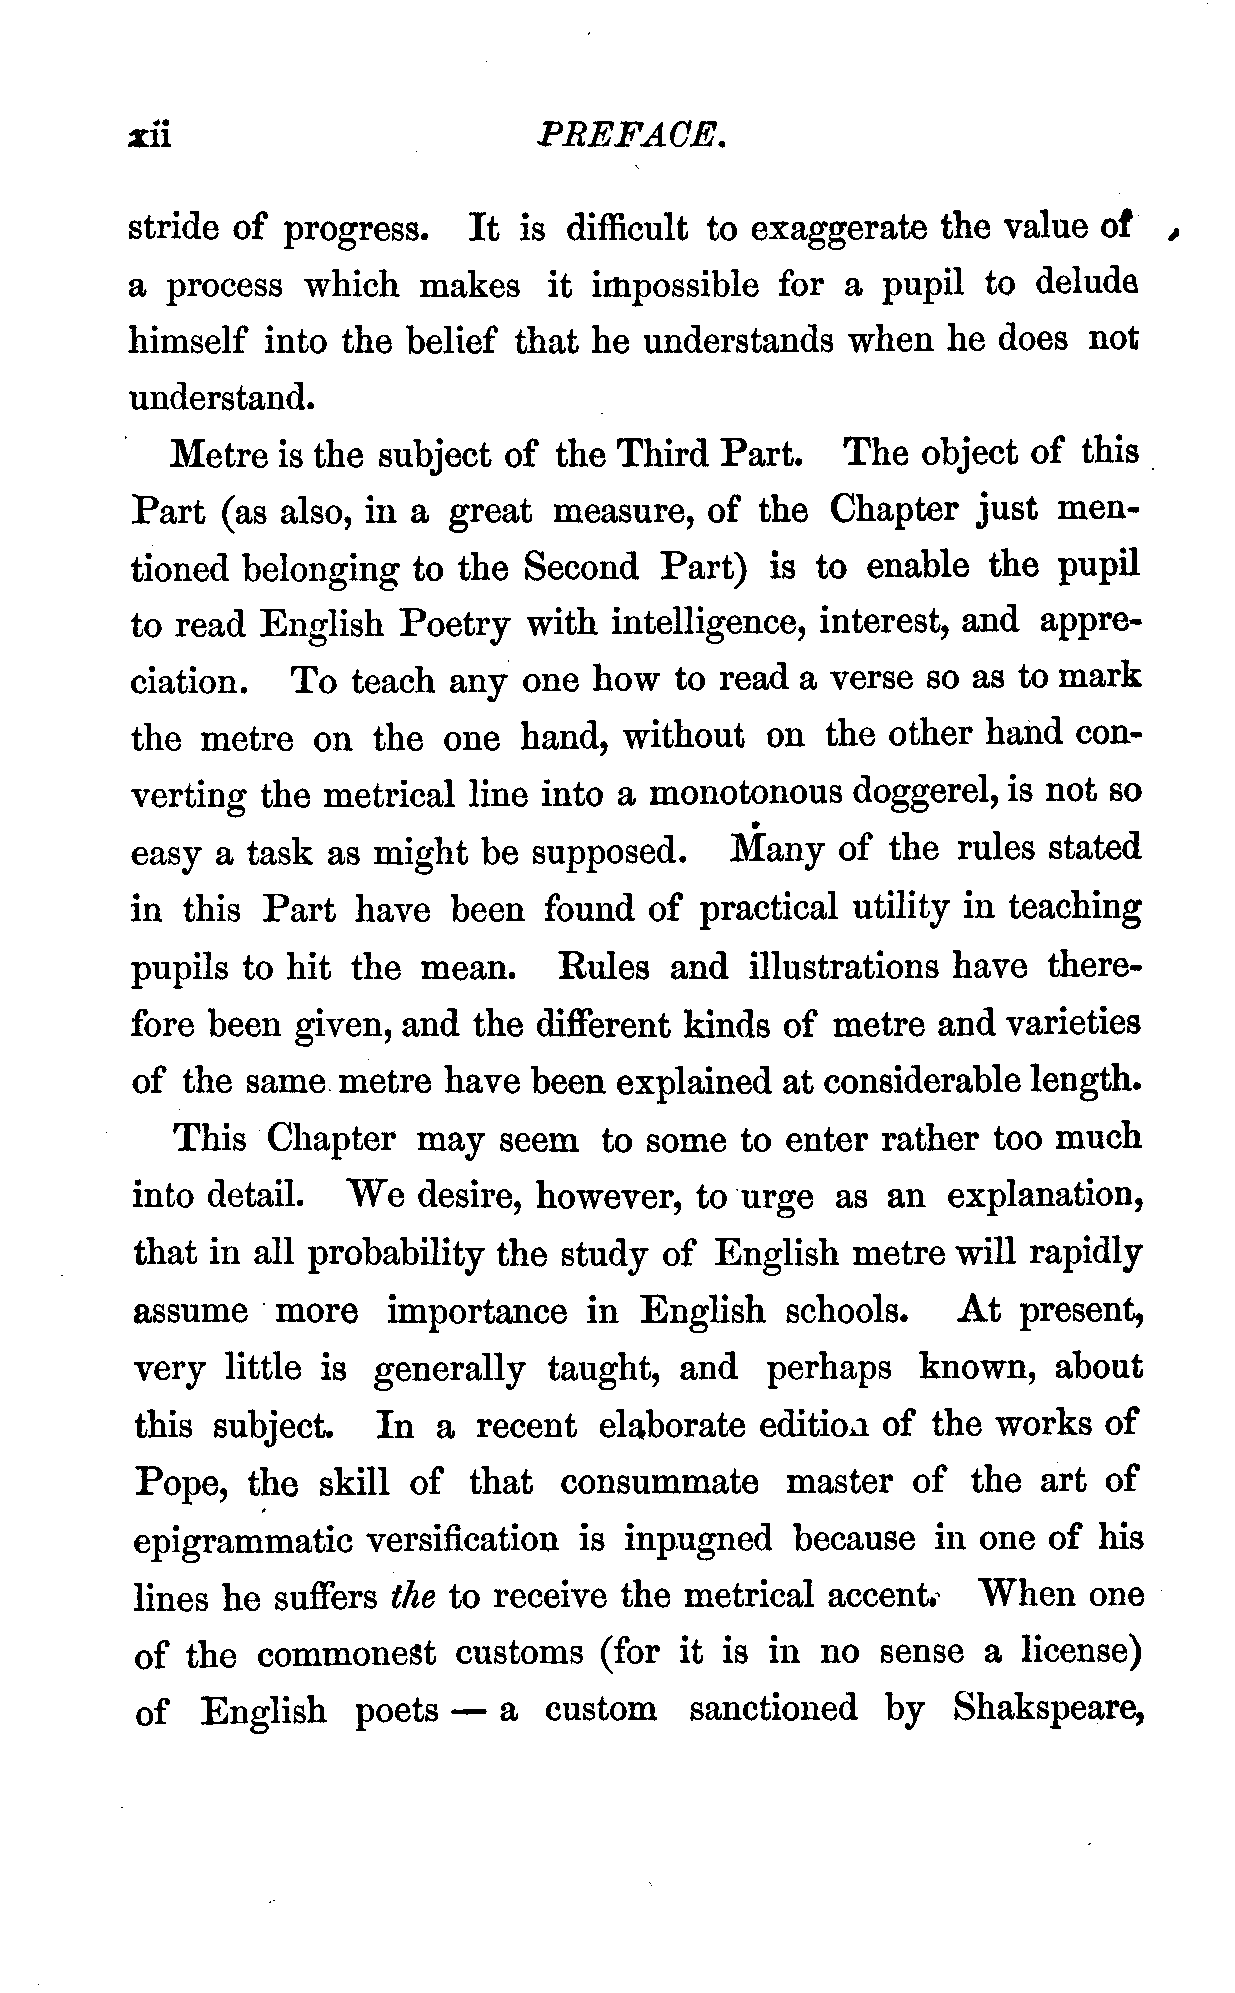 xii PREFACE.
stride of progress. It is difficult to exaggerate the value of
a process which makes it impossible for a pupil to delude
himself into the belief that he understands when he does not
understand.
Metre is the subject of the Third Part. The object of this
Part (as also, in a great measure, of the Chapter just men-
tioned belonging to the Second Part) is to enable the pupil
to read English Poetry with intelligence, interest, and appre-
ciation. To teach any one how to read a verse so as to mark
the metre on the one hand, without on the other hand con-
verting the metrical line into a monotonous doggerel, is not so
easy a task as might be supposed. Many of the rules stated
in this Part have been found of practical utility in teaching
pupils to hit the mean. Rules and illustrations have there-
fore been given, and the different kinds of metre and varieties
of the same metre have been explained at considerable length.
This Chapter may seem to some to enter rather too much
into detail. We desire, however, to urge as an explanation,
that in all probability the study of English metre will rapidly
assume more importance in English schools. At present,
very little is generally taught, and perhaps known, about
this subject. In a recent elaborate edition of the works of
Pope, the skill of that consummate master of the art of
epigrammatic versification is inpugned because in one of his
lines he suffers the to receive the metrical accent. When one
of the commonest customs (for it is in no sense a license)
of English poets — a custom sanctioned by Shakspeare,